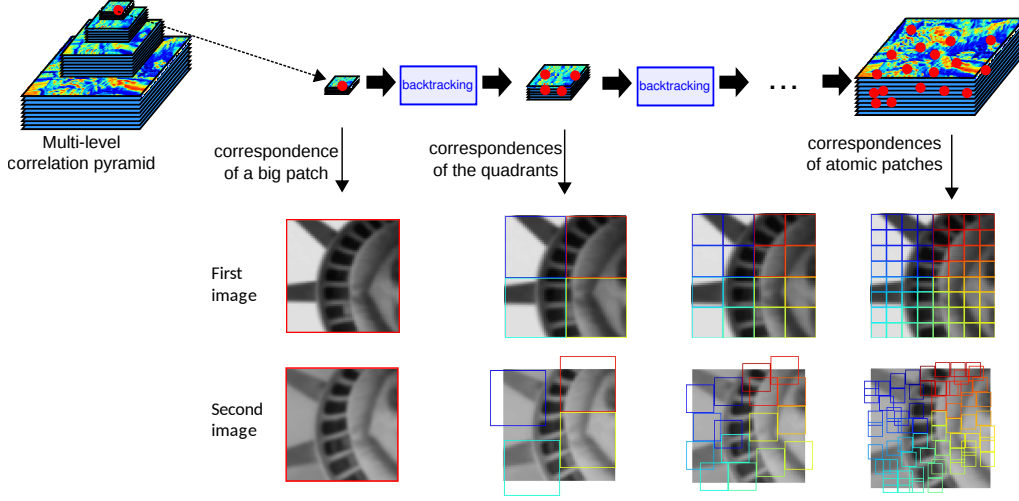 backtracking
backtracking
...
Multi-level
correlation pyramid
correspondence
of a big patch
correspondences
of the quadrants
correspondences
of atomic patches
First
image
Second
image